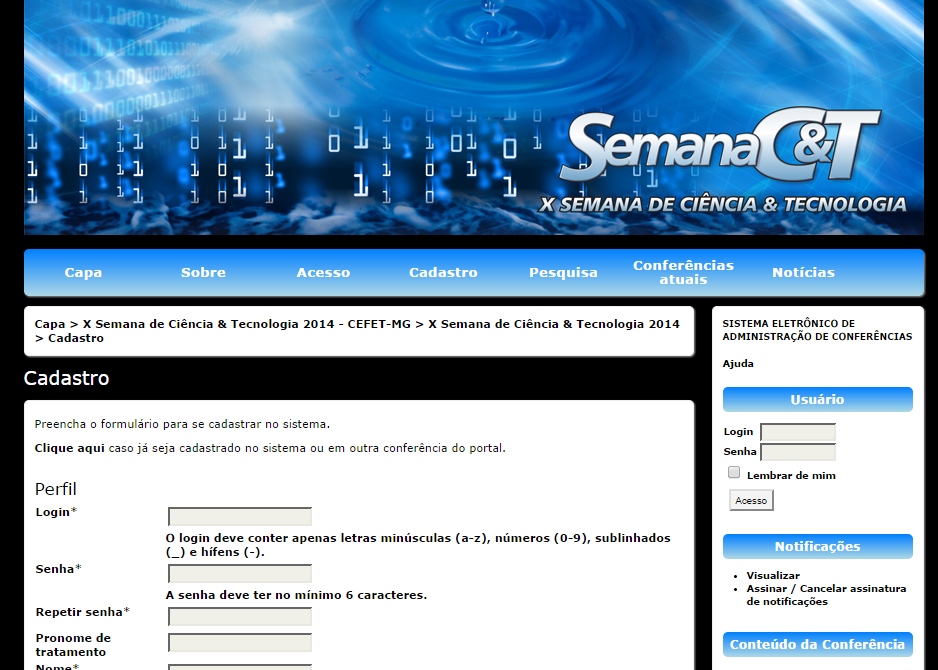 Semana C&T
X SEMANA DE CIÊNCIA & TECNOLOGIA
Capa
Sobre
Acesso
Cadastro
Pesquisa
Conferências
atuais
Notícias
Capa > X Semana de Ciência & Tecnologia 2014 - CEFET-MG > X Semana de Ciência & Tecnologia 2014
> Cadastro
Cadastro
Preencha o formulário para se cadastrar no sistema.
Clique aqui caso já seja cadastrado no sistema ou em outra conferência do portal.
Perfil
Login*
O login deve conter apenas letras minúsculas (a-z), números (0-9), sublinhados
(_) e hífens (-).
Senha*
A senha deve ter no mínimo 6 caracteres.
Repetir senha*
Pronome de
tratamento
Nome*
SISTEMA ELETRÔNICO DE
ADMINISTRAÇÃO DE CONFERÊNCIAS
Ajuda
Usuário
Login
Senha
Lembrar de mim
Acesso
Notificações
Visualizar
Assinar / Cancelar assinatura
de notificações
Conteúdo da Conferência